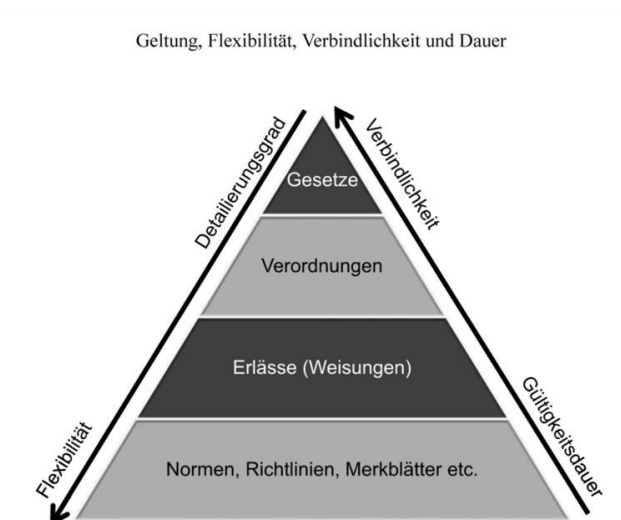 Geltung, Flexibilität, Verbindlichkeit und Dauer
Detailierungsgrad
Verbindlichkeit
Gesetze
Verordnungen
Erlässe (Weisungen)
Flexibilität
Gültigkeitsdauer
Normen, Richtlinien, Merkblätter etc.